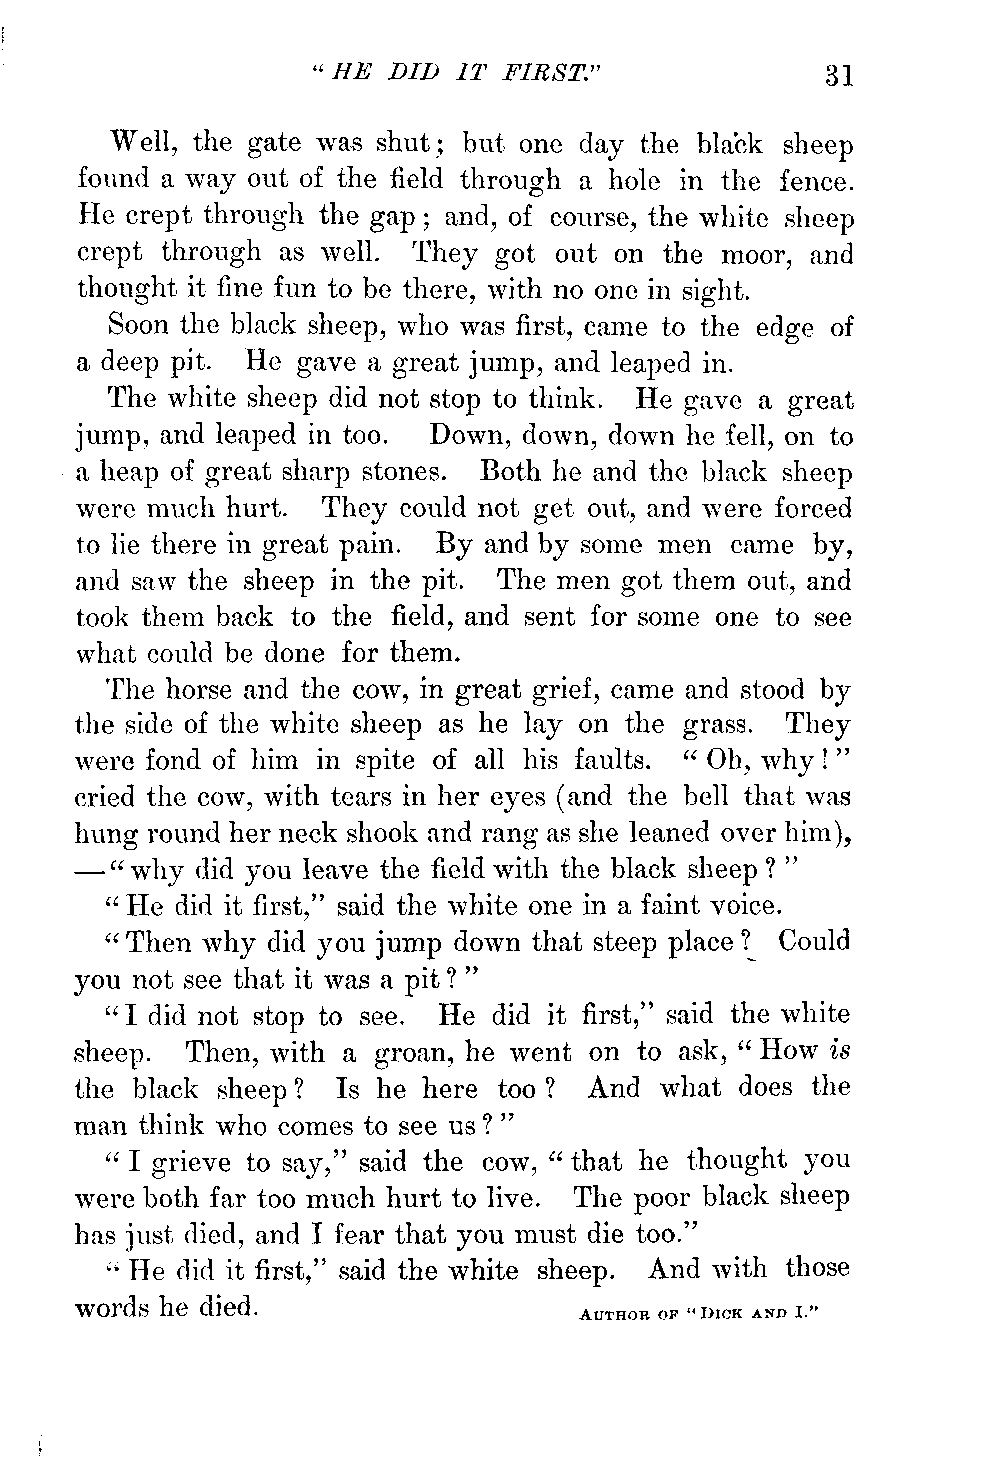 "HE DID IT FIRST." 31
Well, the gate was shut; but one day the black sheep
found a way out of the field through a hole in the fence.
He crept through the gap; and, of course, the white sheep
crept through as well. They got out on the moor, and
thought it fine fun to be there, with no one in sight.
Soon the black sheep, who was first, came to the edge of
a deep pit. He gave a great jump, and leaped in.
The white sheep did not stop to think. He gave a great
jump, and leaped in too. Down, down, down he fell, on to
a heap of great sharp stones. Both he and the black sheep
were much hurt. They could not get out, and were forced
to lie there in great pain. By and by some men came by,
and saw the sheep in the pit. The men got them out, and
took them back to the field, and sent for some one to see
what could be done for them.
The horse and the cow, in great grief, came and stood by
the side of the white sheep as he lay on the grass. They
were fond of him in spite of all his faults. "Oh, why!"
cried the cow, with tears in her eyes (and the bell that was
hung round her neck shook and rang as she leaned over him),
—"why did you leave the field with the black sheep?"
"He did it first," said the white one in a faint voice.
"Then why did you jump down that steep place? Could
you not see that it was a pit?"
"I did not stop to see. He did it first," said the white
sheep. Then, with a groan, he went on to ask, "How is
the black sheep? Is he here too? And what does the
man think who comes to see us?"
"I grieve to say," said the cow, "that he thought you
were both far too much hurt to live. The poor black sheep
has just died, and I fear that you must die too."
"He did it first," said the white sheep. And with those
words he died. AUTHOR OF "DICK AND I."